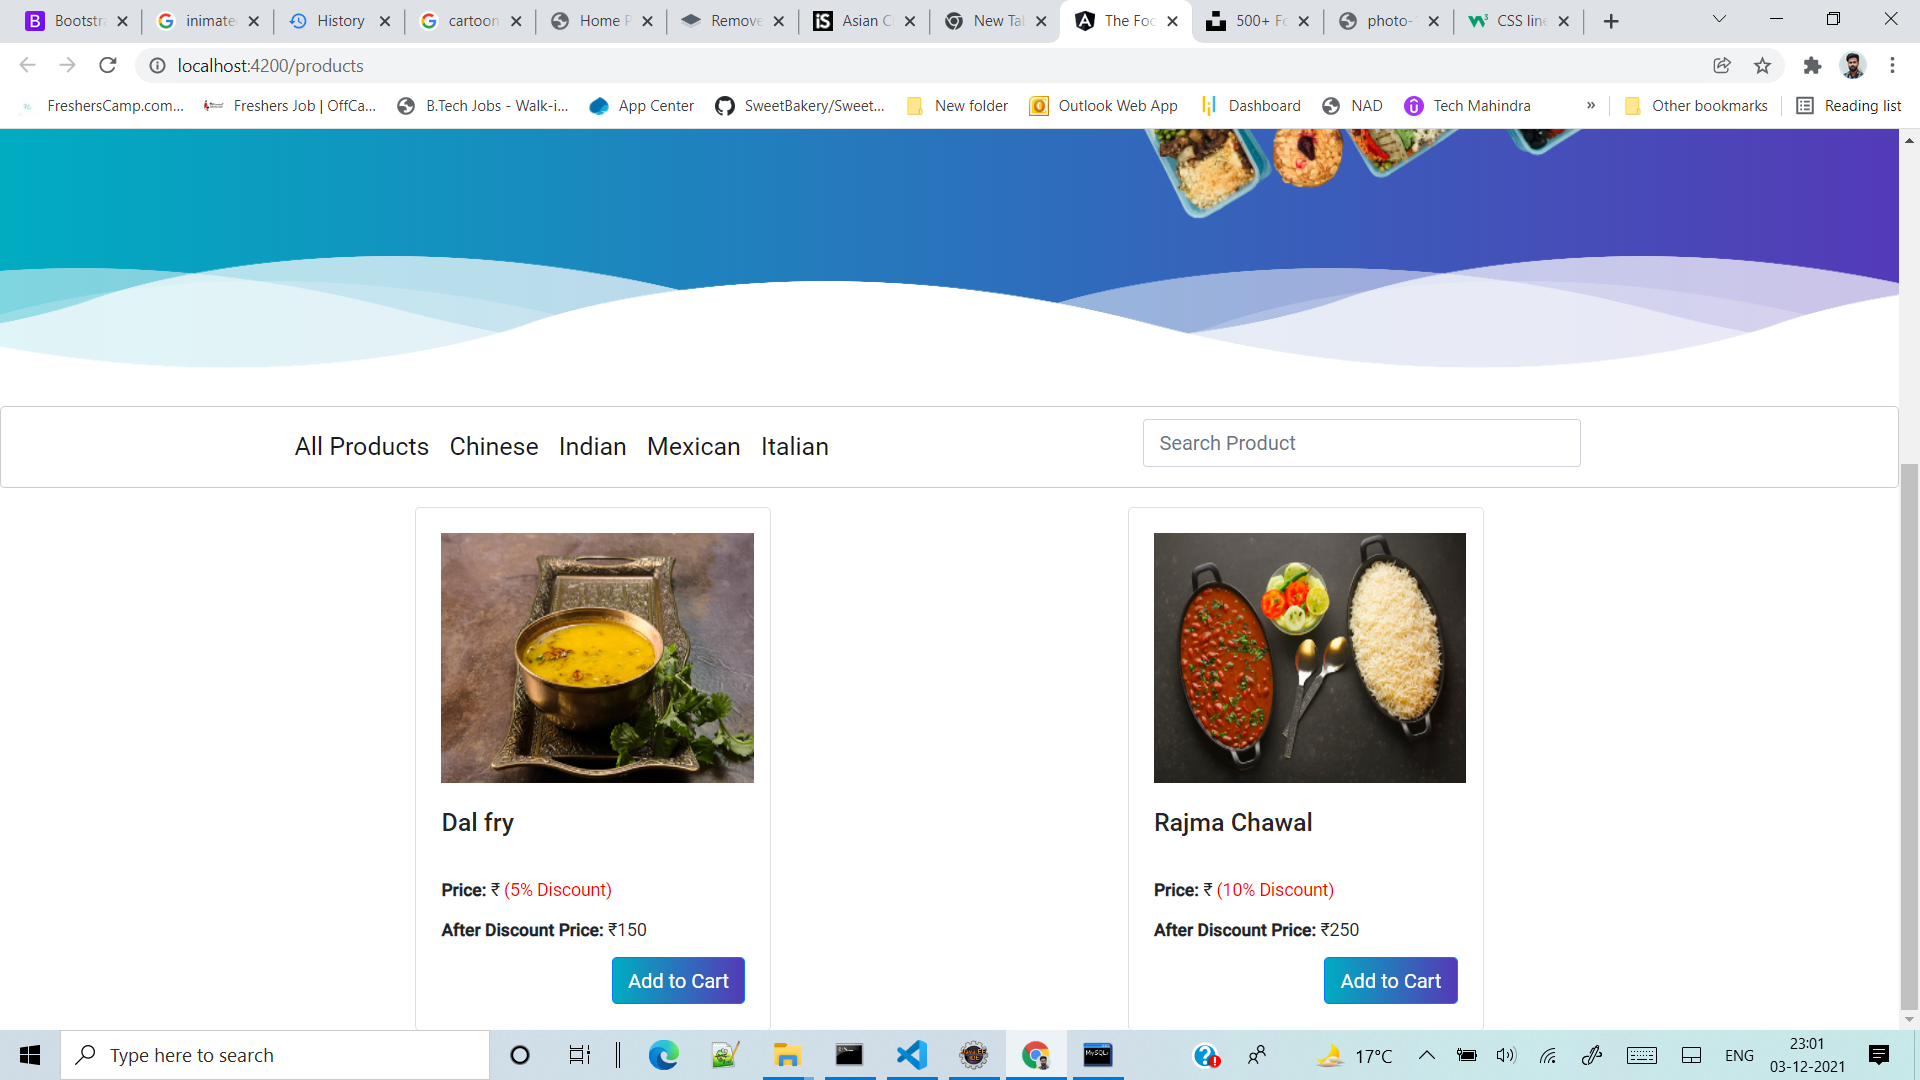 Bootstra
inimate
History
cartoon
Home P
Remove
Asian C
New Tab
The Foo
500+ Fo
photo-
CSS line
localhost:4200/products
FreshersCamp.com...
Freshers Job | OffCa...
B.Tech Jobs - Walk-i...
App Center
SweetBakery/Sweet...
New folder
Outlook Web App
Dashboard
NAD
Tech Mahindra
»
Other bookmarks
Reading list
All Products Chinese Indian Mexican Italian
Search Product
Dal fry
Price: ₹ (5% Discount)
After Discount Price: ₹150
Add to Cart
Rajma Chawal
Price: ₹ (10% Discount)
After Discount Price: ₹250
Add to Cart
Type here to search
17°C
ENG
23:01
03-12-2021